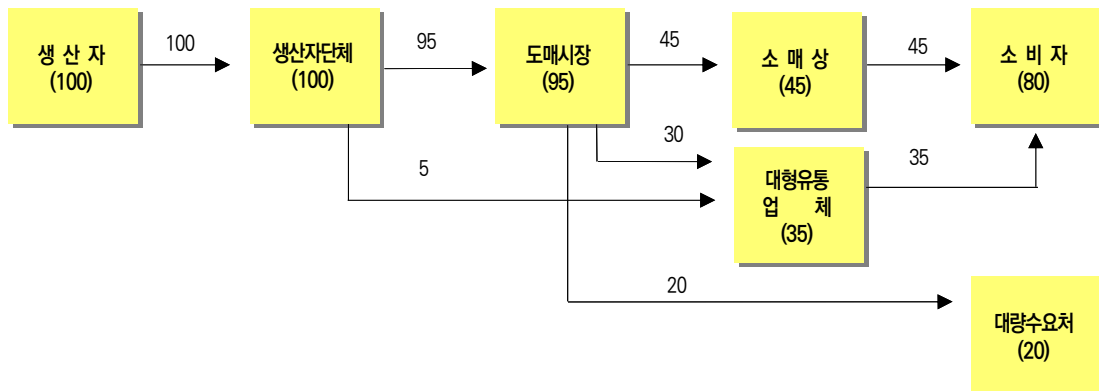 생 산 자
(100)
100
생산자단체
(100)
95
도매시장
(95)
45
소 매 상
(45)
45
소 비 자
(80)
30
5
대형유통
업 체
(35)
35
20
대량수요처
(20)